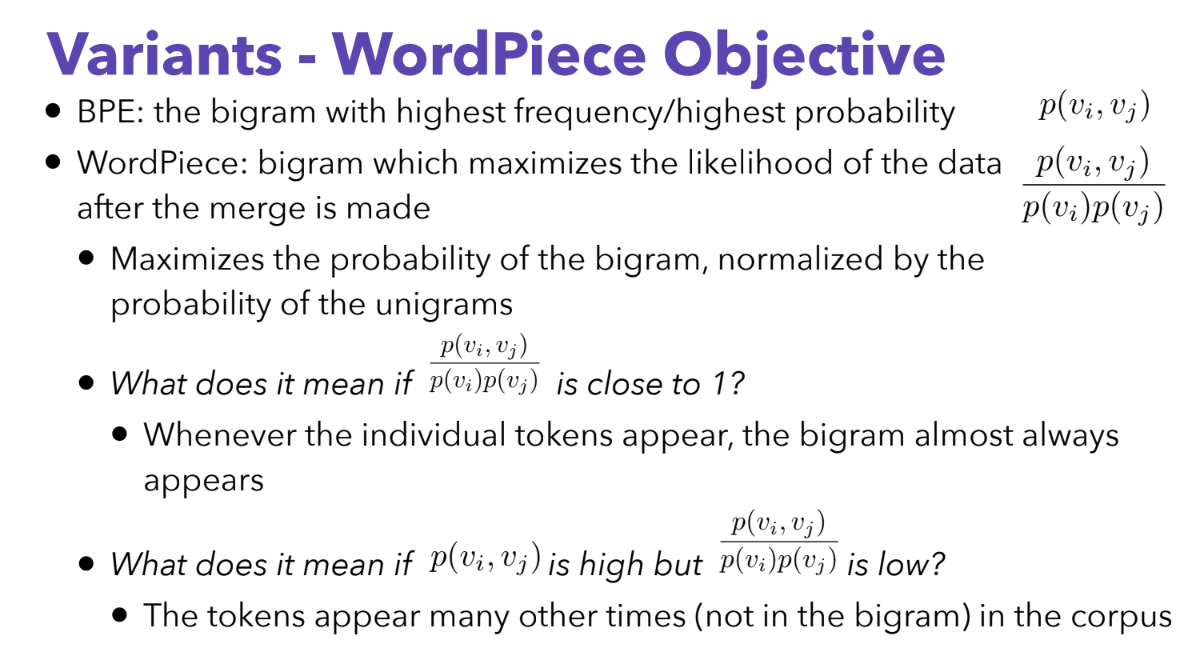 Variants - WordPiece Objective
• BPE: the bigram with highest frequency/highest probability p(v_i, v_j)
• WordPiece: bigram which maximizes the likelihood of the data p(v_i, v_j) / p(v_i)p(v_j)
after the merge is made
• Maximizes the probability of the bigram, normalized by the
probability of the unigrams
• What does it mean if p(v_i, v_j) / p(v_i)p(v_j) is close to 1?
• Whenever the individual tokens appear, the bigram almost always
appears
• What does it mean if p(v_i, v_j) is high but p(v_i, v_j) / p(v_i)p(v_j) is low?
• The tokens appear many other times (not in the bigram) in the corpus